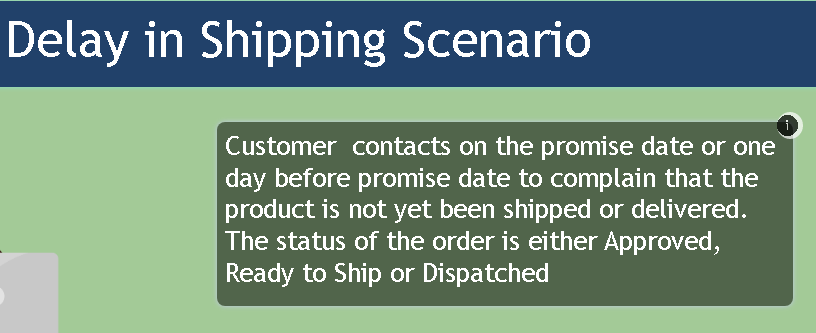 Delay in Shipping Scenario
i
Customer contacts on the promise date or one
day before promise date to complain that the
product is not yet been shipped or delivered.
The status of the order is either Approved,
Ready to Ship or Dispatched